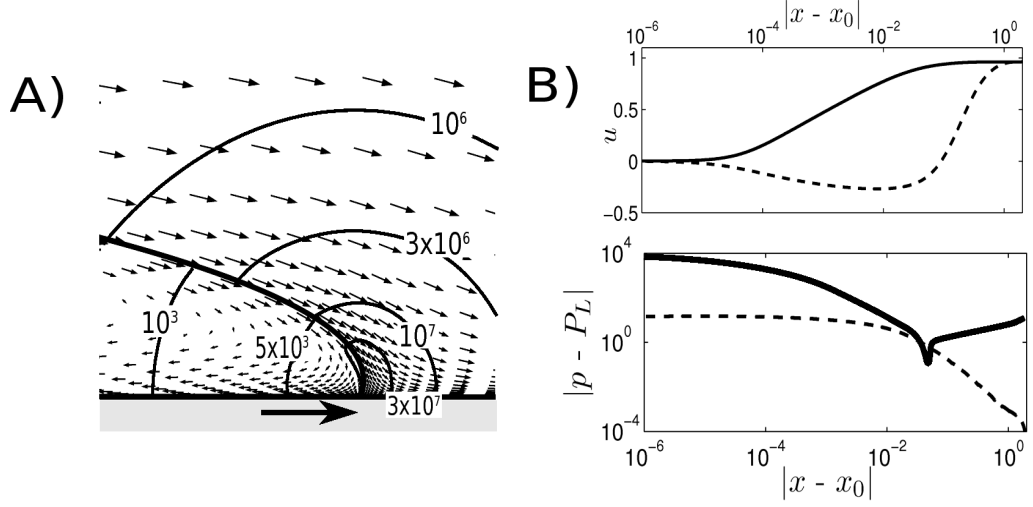 A)
10⁶
3x10⁶
10³
5x10³
10⁷
3x10⁷
B)
|x - x₀|
10⁻⁶ 10⁻⁴ 10⁻² 10⁰
1
0.5
0
−0.5
u
10⁴
10⁰
10⁻⁴
|p - P_L|
10⁻⁶ 10⁻⁴ 10⁻² 10⁰
|x - x₀|